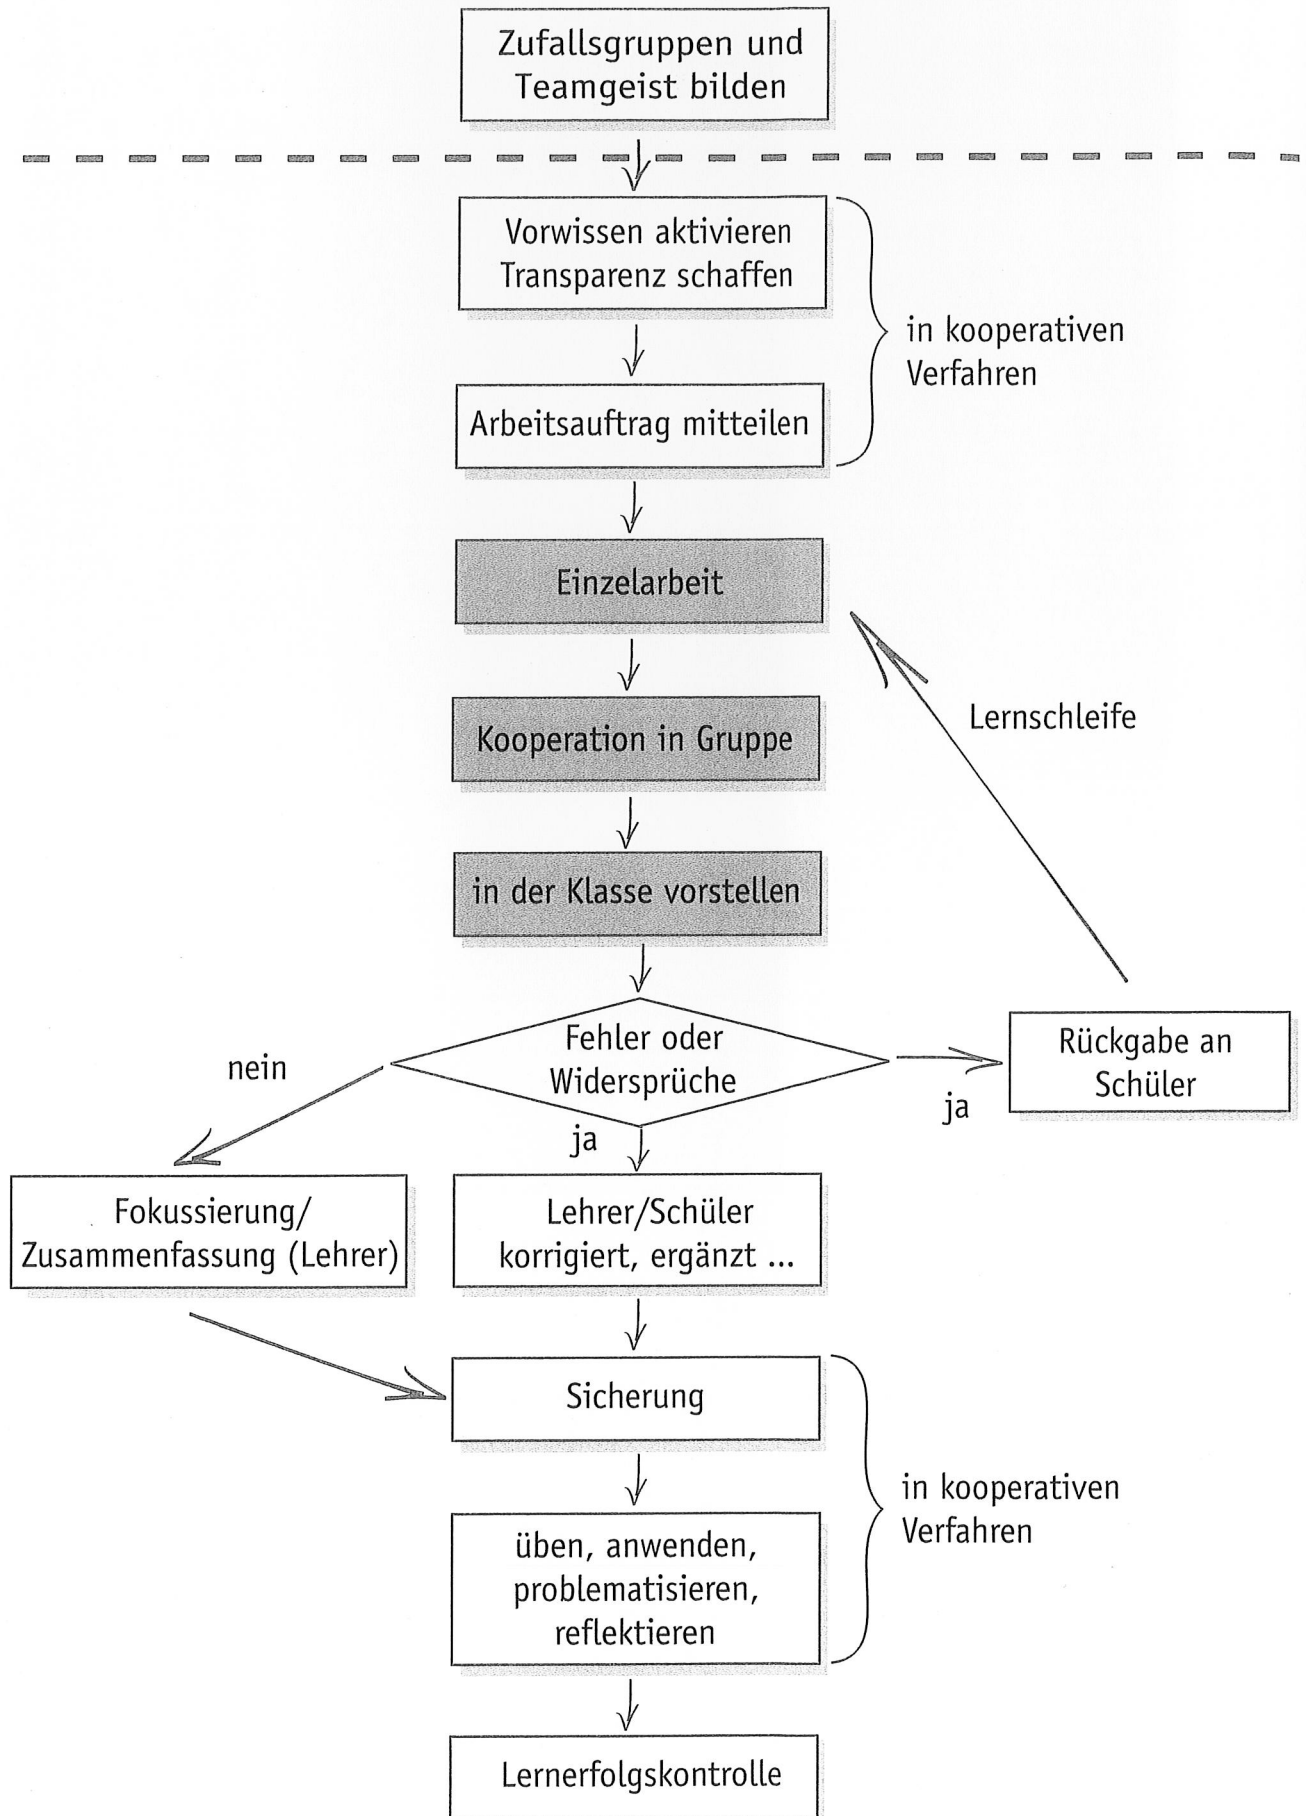 Zufallsgruppen und
Teamgeist bilden
Vorwissen aktivieren
Transparenz schaffen
in kooperativen
Verfahren
Arbeitsauftrag mitteilen
Einzelarbeit
Lernschleife
Kooperation in Gruppe
in der Klasse vorstellen
Fehler oder
Widersprüche
nein
ja
Rückgabe an
Schüler
ja
Fokussierung/
Zusammenfassung (Lehrer)
Lehrer/Schüler
korrigiert, ergänzt ...
Sicherung
in kooperativen
Verfahren
üben, anwenden,
problematisieren,
reflektieren
Lernerfolgskontrolle